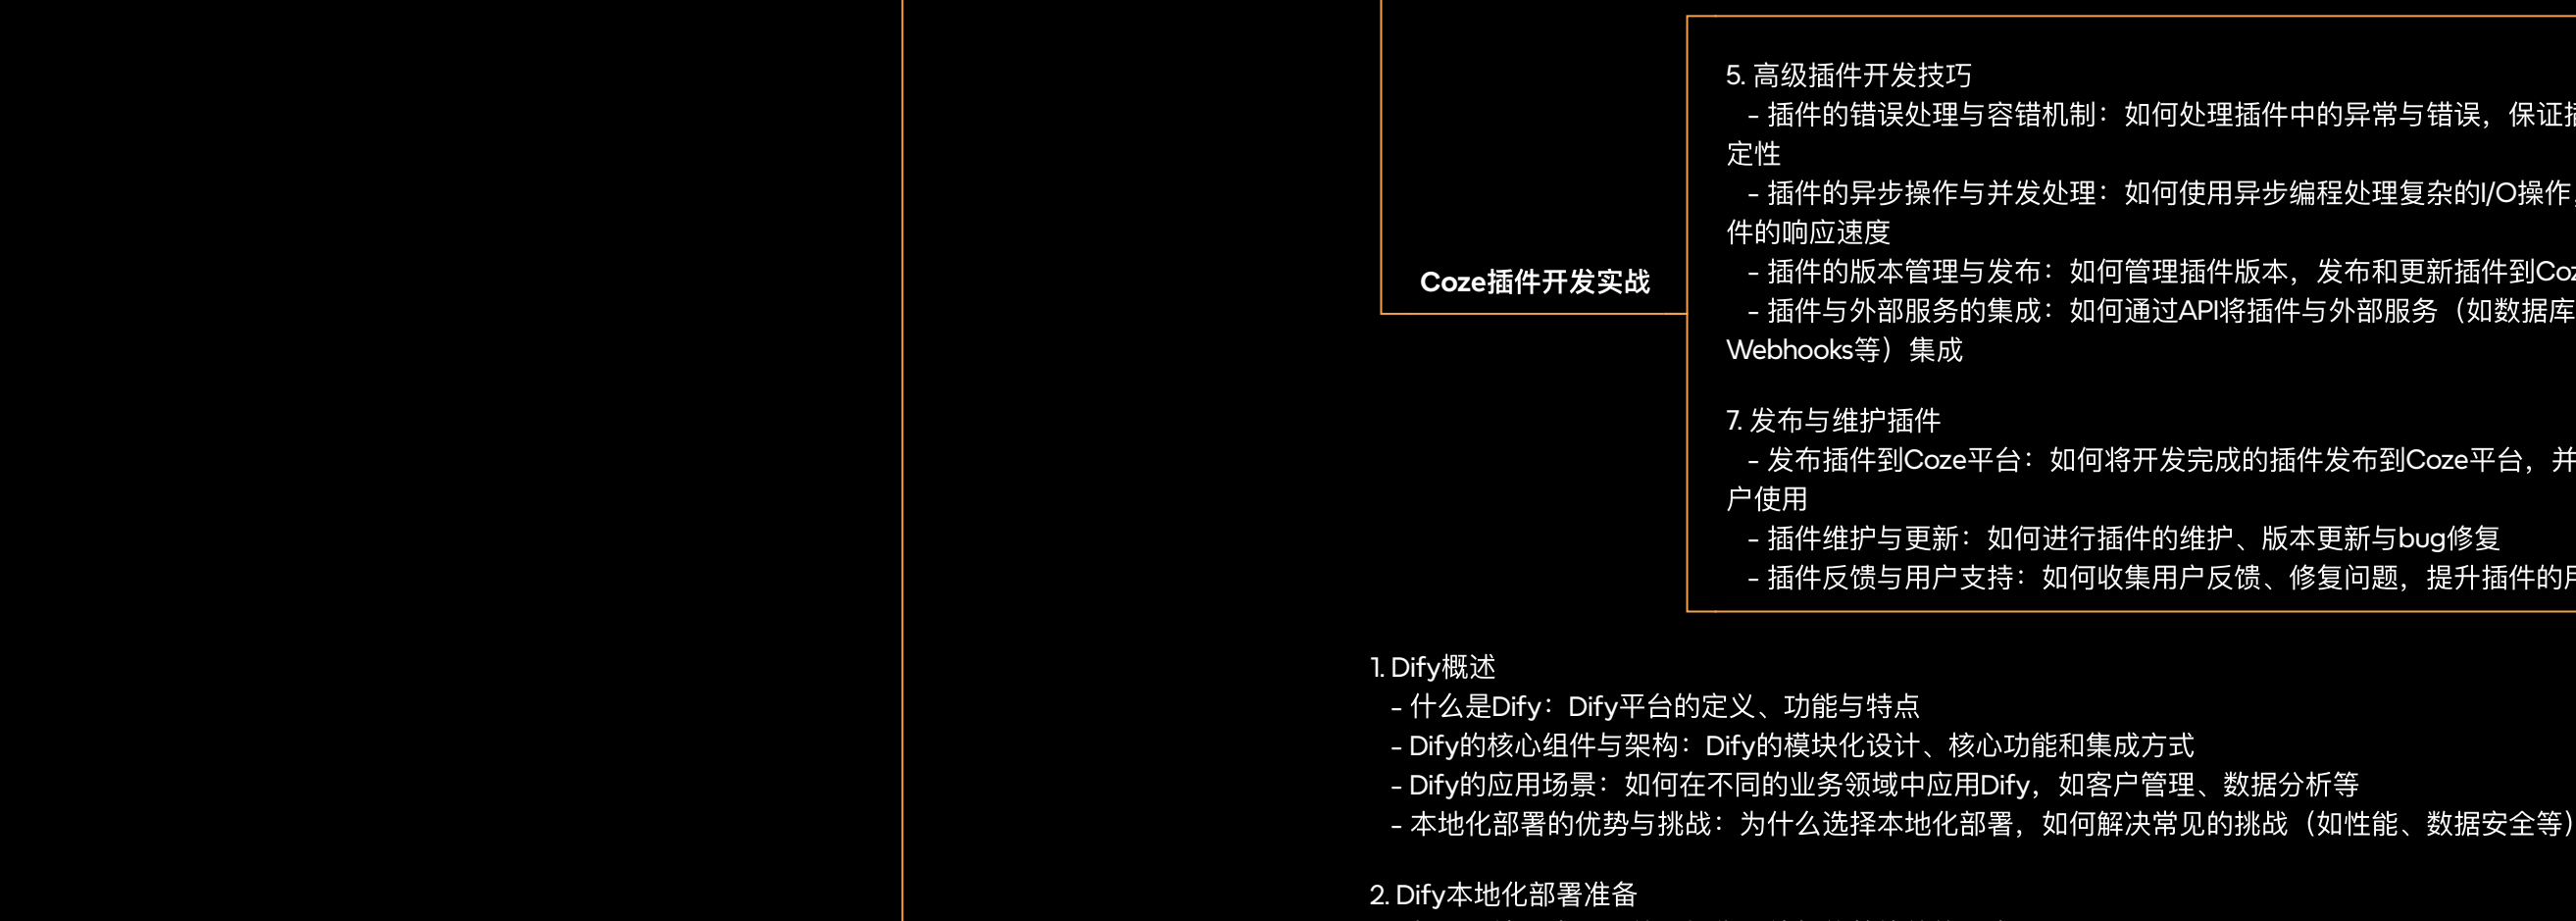 5. 高级插件开发技巧
- 插件的错误处理与容错机制：如何处理插件中的异常与错误，保证
定性
- 插件的异步操作与并发处理：如何使用异步编程处理复杂的I/O操作，
件的响应速度
- 插件的版本管理与发布：如何管理插件版本，发布和更新插件到Coz
- 插件与外部服务的集成：如何通过API将插件与外部服务（如数据库
Webhooks等）集成
Coze插件开发实战
7. 发布与维护插件
- 发布插件到Coze平台：如何将开发完成的插件发布到Coze平台，并
户使用
- 插件维护与更新：如何进行插件的维护、版本更新与bug修复
- 插件反馈与用户支持：如何收集用户反馈、修复问题，提升插件的
1. Dify概述
- 什么是Dify：Dify平台的定义、功能与特点
- Dify的核心组件与架构：Dify的模块化设计、核心功能和集成方式
- Dify的应用场景：如何在不同的业务领域中应用Dify，如客户管理、数据分析等
- 本地化部署的优势与挑战：为什么选择本地化部署，如何解决常见的挑战（如性能、数据安全等）
2. Dify本地化部署准备